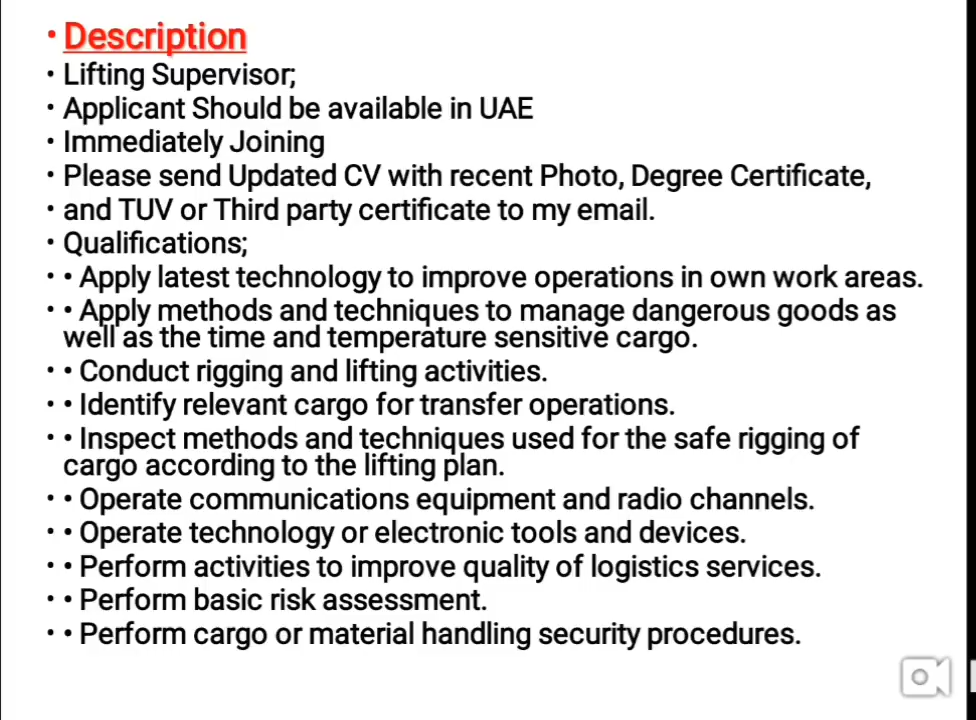 • Description
• Lifting Supervisor;
• Applicant Should be available in UAE
• Immediately Joining
• Please send Updated CV with recent Photo, Degree Certificate,
• and TUV or Third party certificate to my email.
• Qualifications;
• • Apply latest technology to improve operations in own work areas.
• • Apply methods and techniques to manage dangerous goods as
well as the time and temperature sensitive cargo.
• • Conduct rigging and lifting activities.
• • Identify relevant cargo for transfer operations.
• • Inspect methods and techniques used for the safe rigging of
cargo according to the lifting plan.
• • Operate communications equipment and radio channels.
• • Operate technology or electronic tools and devices.
• • Perform activities to improve quality of logistics services.
• • Perform basic risk assessment.
• • Perform cargo or material handling security procedures.